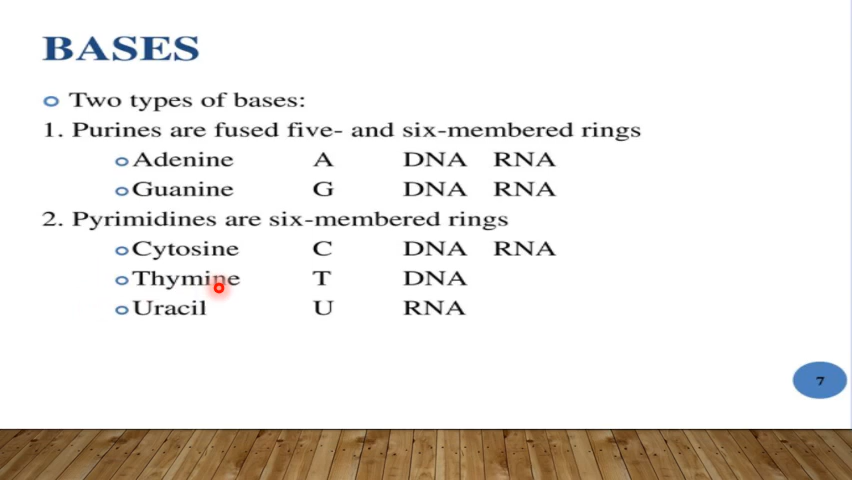 BASES
Two types of bases:
1. Purines are fused five- and six-membered rings
Adenine A DNA RNA
Guanine G DNA RNA
2. Pyrimidines are six-membered rings
Cytosine C DNA RNA
Thymine T DNA
Uracil U RNA
7